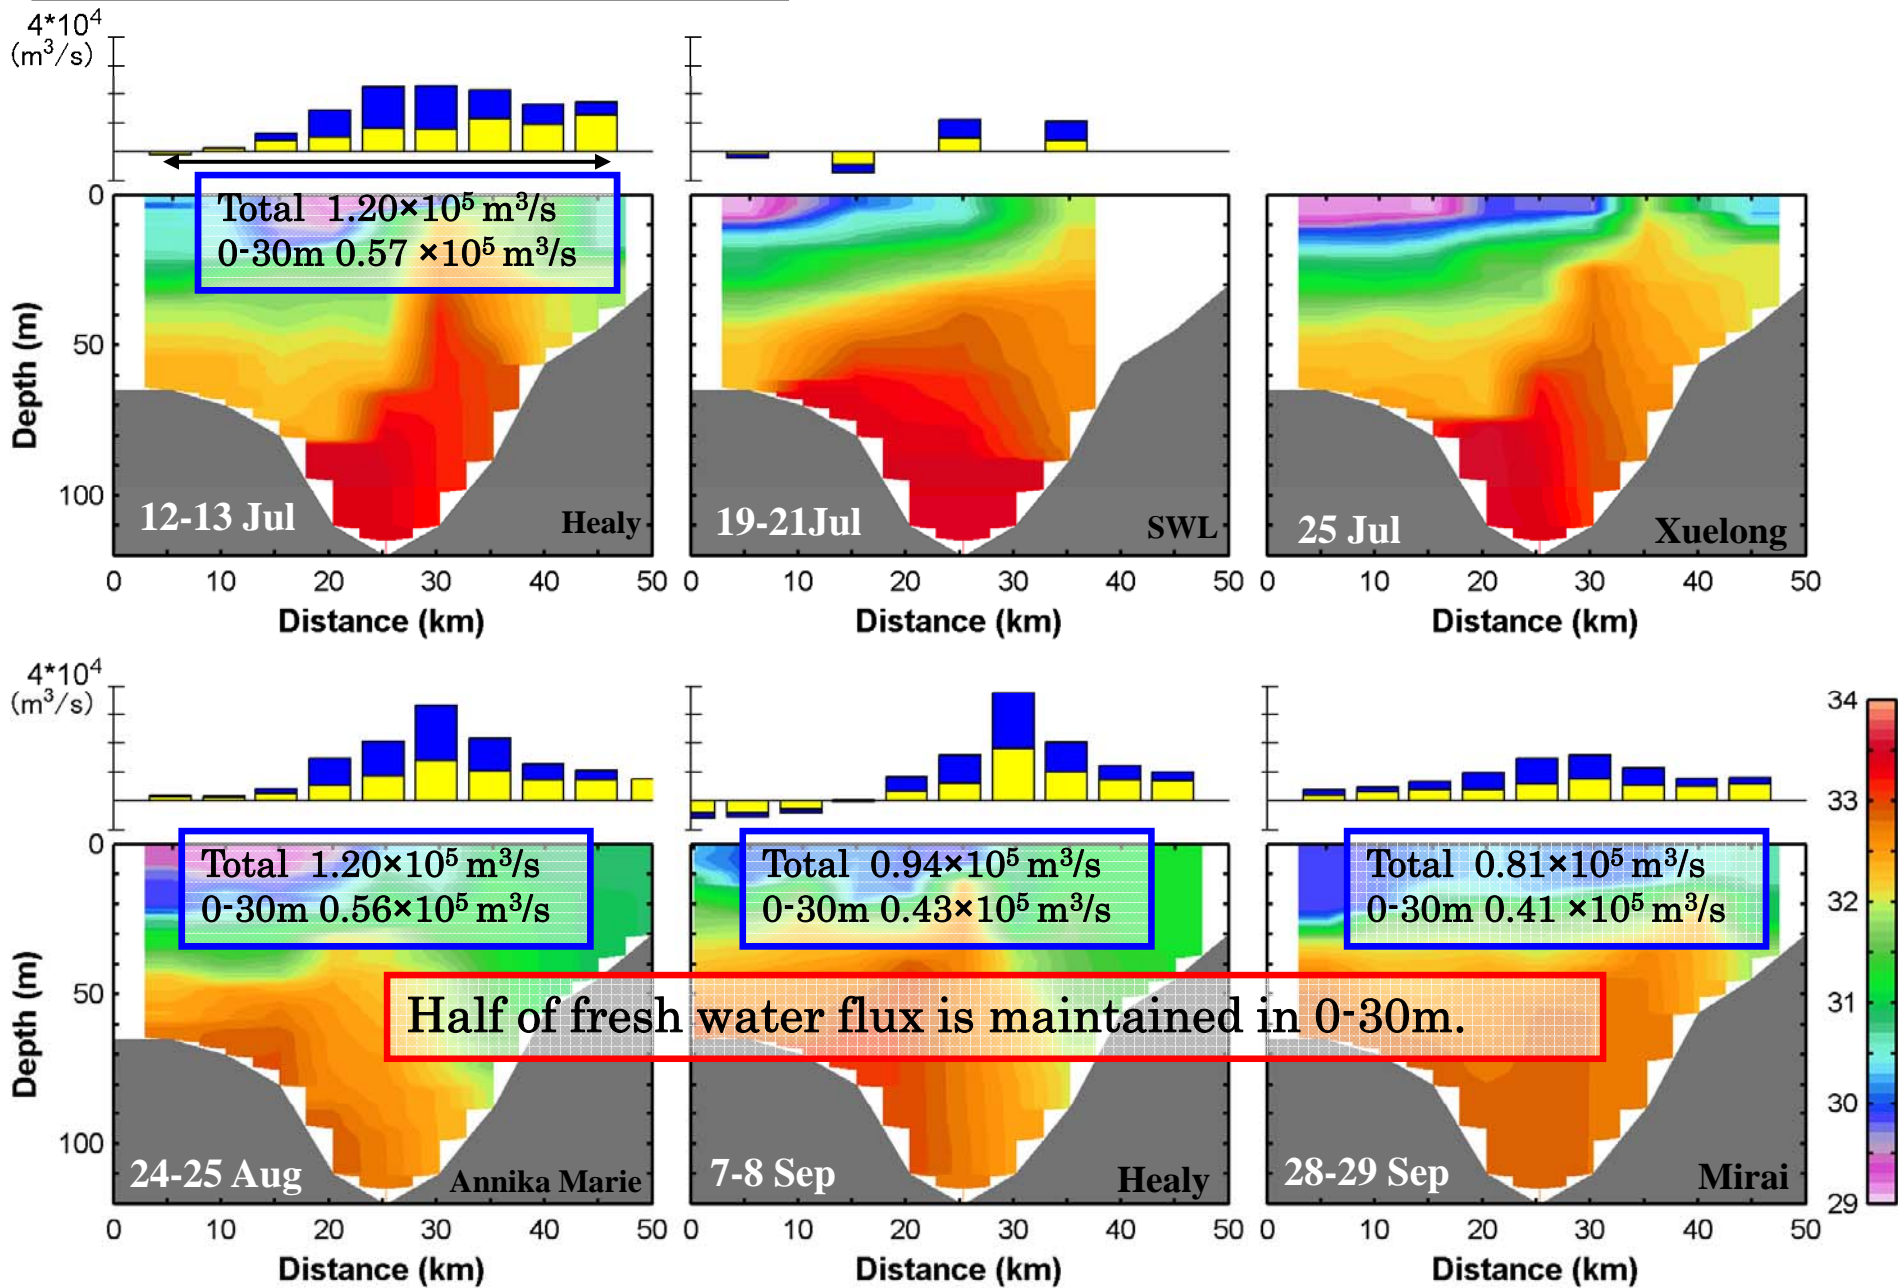 4*10⁴
(m³/s)
Total 1.20×10⁵ m³/s
0-30m 0.57 ×10⁵ m³/s
0
50
100
Depth (m)
12-13 Jul
Healy
19-21Jul
SWL
25 Jul
Xuelong
0 10 20 30 40 50
0 10 20 30 40 50
0 10 20 30 40 50
Distance (km)
Distance (km)
Distance (km)
4*10⁴
(m³/s)
Total 1.20×10⁵ m³/s
0-30m 0.56×10⁵ m³/s
Total 0.94×10⁵ m³/s
0-30m 0.43×10⁵ m³/s
Total 0.81×10⁵ m³/s
0-30m 0.41 ×10⁵ m³/s
0
50
100
Depth (m)
Half of fresh water flux is maintained in 0-30m.
24-25 Aug
Annika Marie
7-8 Sep
Healy
28-29 Sep
Mirai
0 10 20 30 40 50
0 10 20 30 40 50
0 10 20 30 40 50
Distance (km)
Distance (km)
Distance (km)
34
33
32
31
30
29